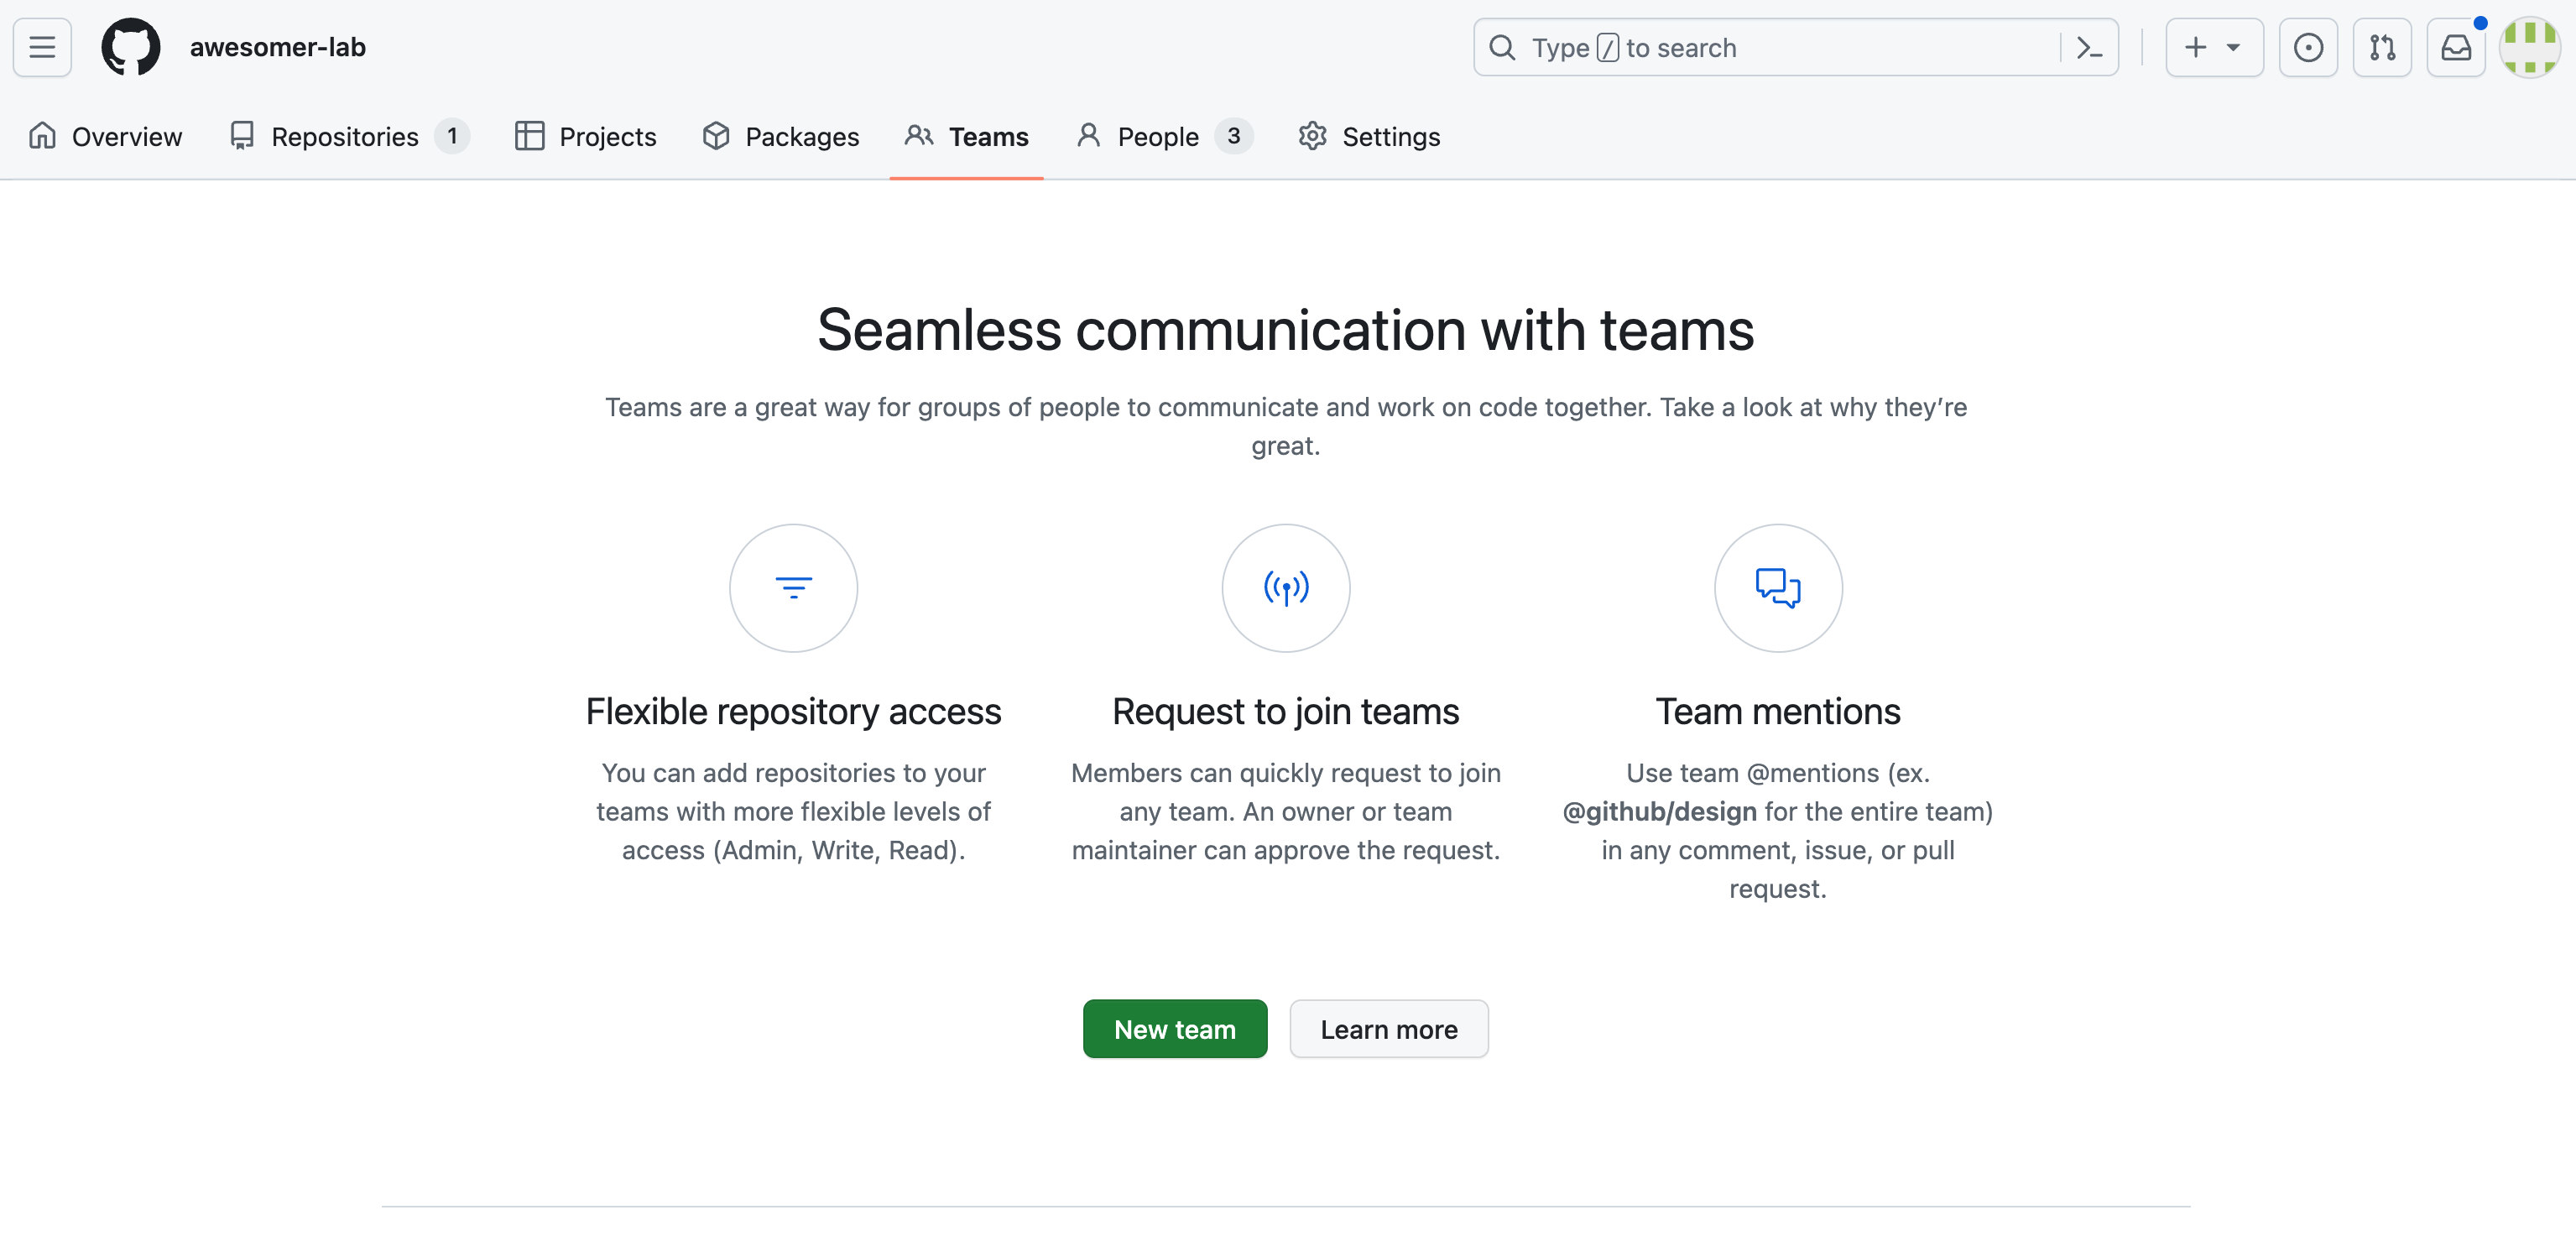 awesomer-lab
Type / to search
Overview
Repositories 1
Projects
Packages
Teams
People 3
Settings
Seamless communication with teams
Teams are a great way for groups of people to communicate and work on code together. Take a look at why they’re
great.
Flexible repository access
You can add repositories to your
teams with more flexible levels of
access (Admin, Write, Read).
Request to join teams
Members can quickly request to join
any team. An owner or team
maintainer can approve the request.
Team mentions
Use team @mentions (ex.
@github/design for the entire team)
in any comment, issue, or pull
request.
New team
Learn more